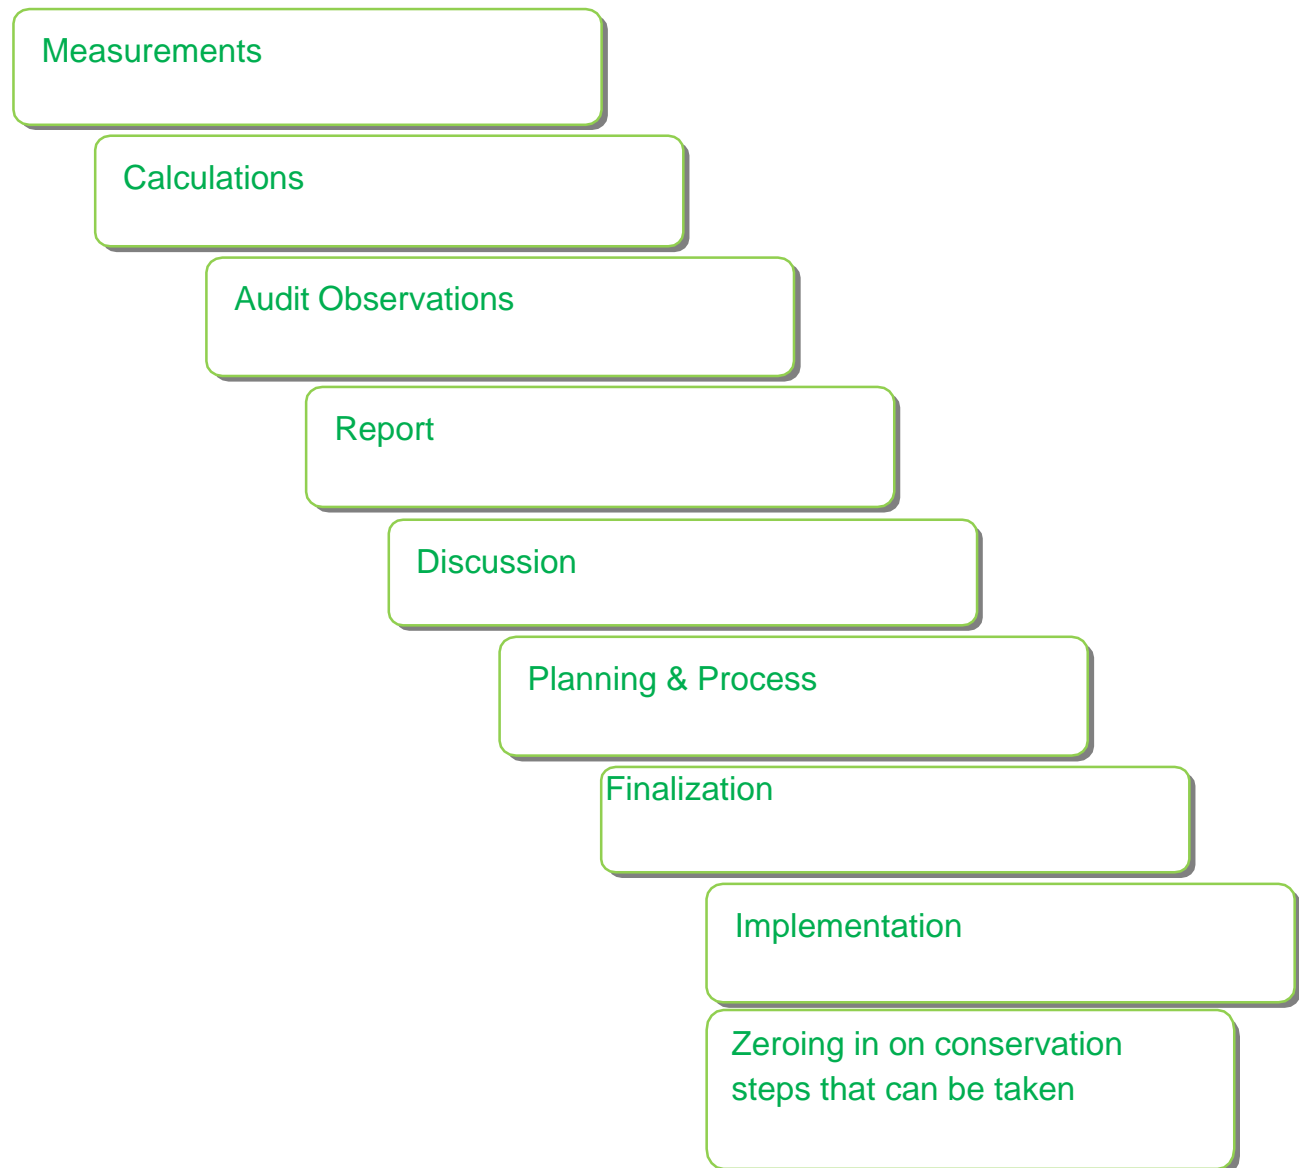 Measurements
Calculations
Audit Observations
Report
Discussion
Planning & Process
Finalization
Implementation
Zeroing in on conservation
steps that can be taken